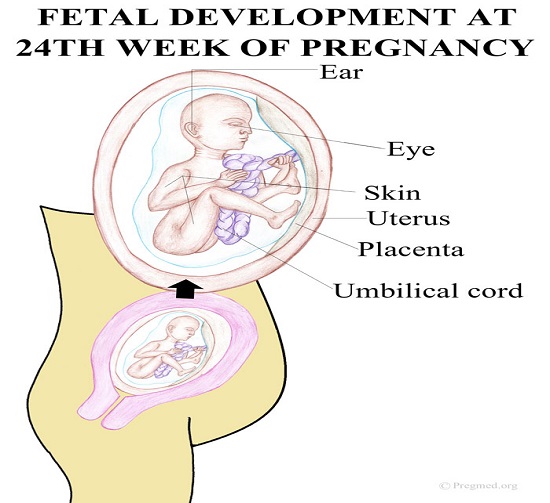 FETAL DEVELOPMENT AT
24TH WEEK OF PREGNANCY
Ear
Eye
Skin
Uterus
Placenta
Umbilical cord
© Pregmed.org